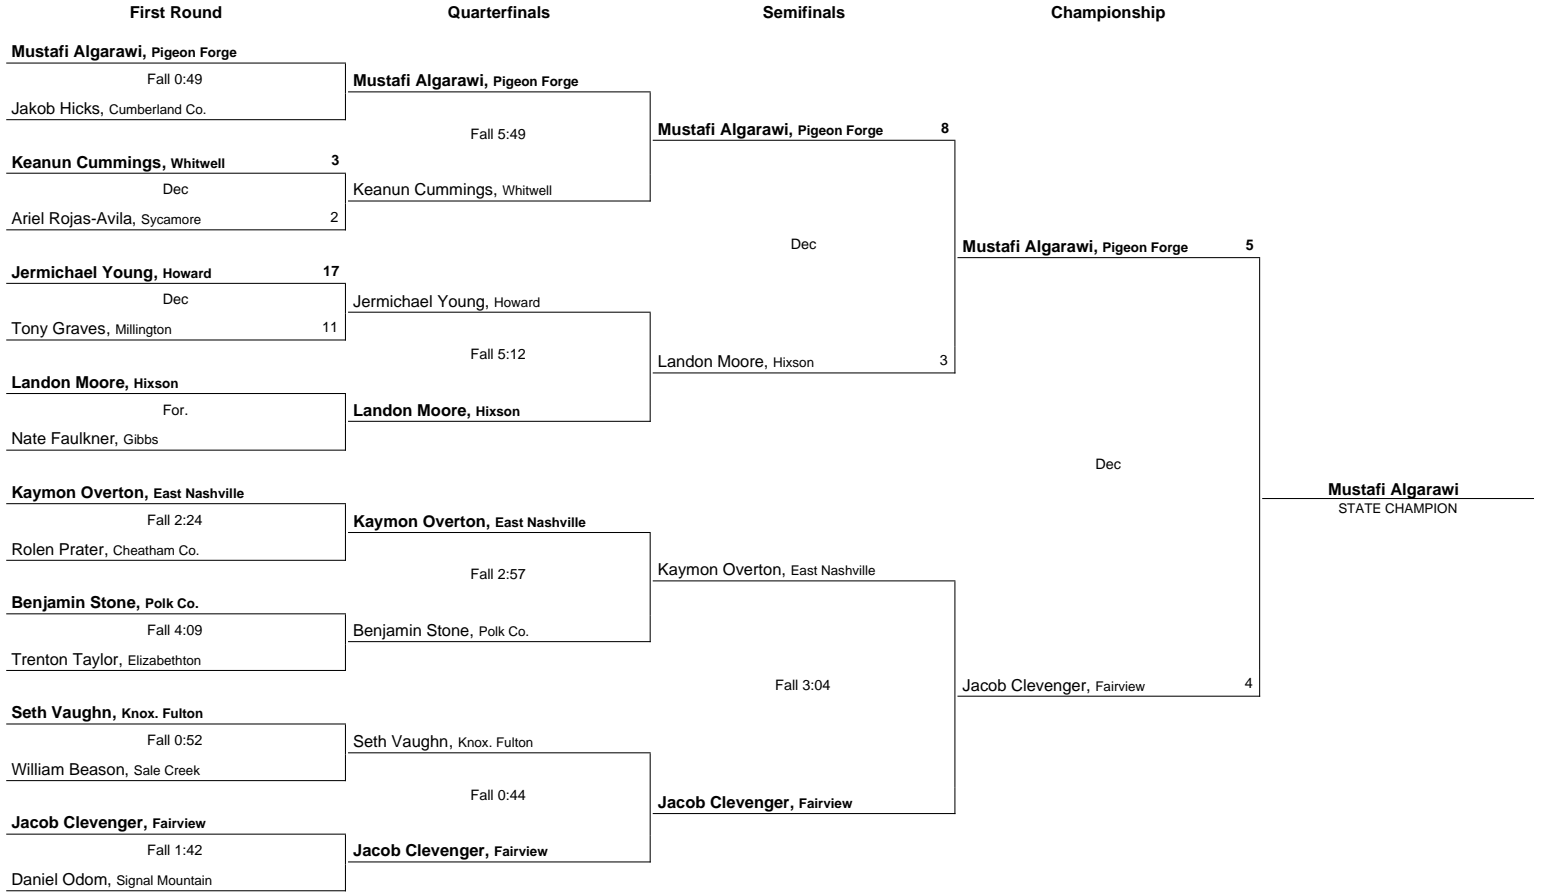 First Round Quarterfinals Semifinals Championship
Mustafi Algarawi, Pigeon Forge
Fall 0:49
Jakob Hicks, Cumberland Co.
Keanun Cummings, Whitwell 3
Dec
Ariel Rojas-Avila, Sycamore 2
Jermichael Young, Howard 17
Dec
Tony Graves, Millington 11
Landon Moore, Hixson
For.
Nate Faulkner, Gibbs
Kaymon Overton, East Nashville
Fall 2:24
Rolen Prater, Cheatham Co.
Benjamin Stone, Polk Co.
Fall 4:09
Trenton Taylor, Elizabethton
Seth Vaughn, Knox. Fulton
Fall 0:52
William Beason, Sale Creek
Jacob Clevenger, Fairview
Fall 1:42
Daniel Odom, Signal Mountain
Mustafi Algarawi, Pigeon Forge
Fall 5:49
Keanun Cummings, Whitwell
Jermichael Young, Howard
Fall 5:12
Landon Moore, Hixson
Kaymon Overton, East Nashville
Fall 2:57
Benjamin Stone, Polk Co.
Seth Vaughn, Knox. Fulton
Fall 0:44
Jacob Clevenger, Fairview
Mustafi Algarawi, Pigeon Forge 8
Dec
Landon Moore, Hixson 3
Kaymon Overton, East Nashville
Fall 3:04
Jacob Clevenger, Fairview
Mustafi Algarawi, Pigeon Forge 5
Dec
Jacob Clevenger, Fairview 4
Mustafi Algarawi
STATE CHAMPION